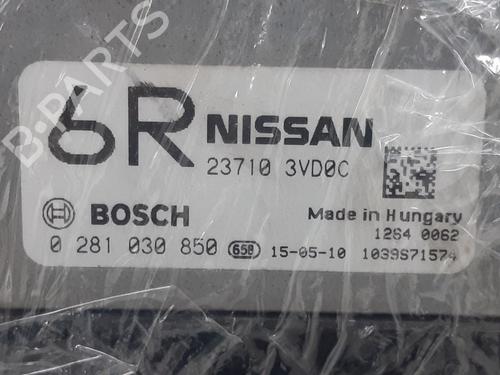 B-PARTS
6R NISSAN
23710 3VD0C
BOSCH
Made in Hungary
1264 0062
0 281 030 850 658 15-05-10 1039S71574